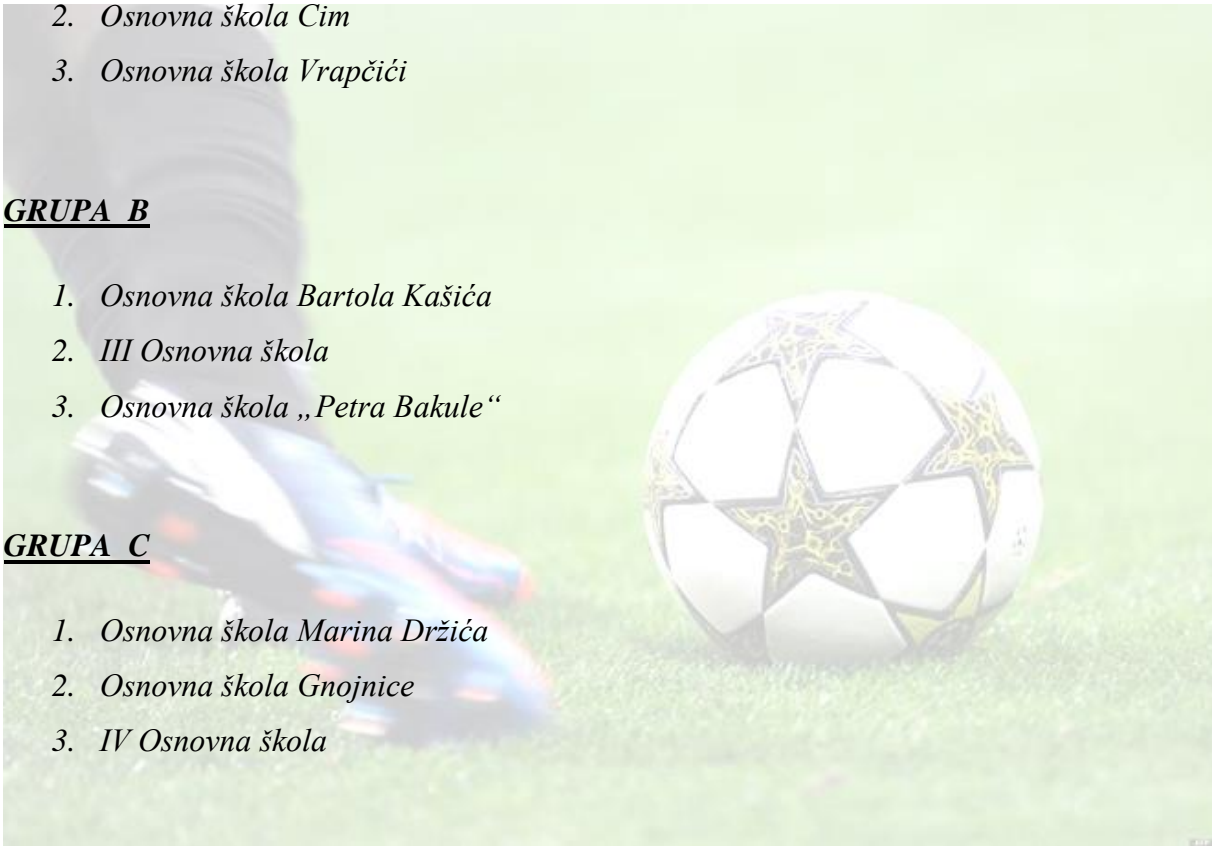 2. Osnovna škola Cim
3. Osnovna škola Vrapčići
GRUPA B
1. Osnovna škola Bartola Kašića
2. III Osnovna škola
3. Osnovna škola „Petra Bakule“
GRUPA C
1. Osnovna škola Marina Držića
2. Osnovna škola Gnojnice
3. IV Osnovna škola